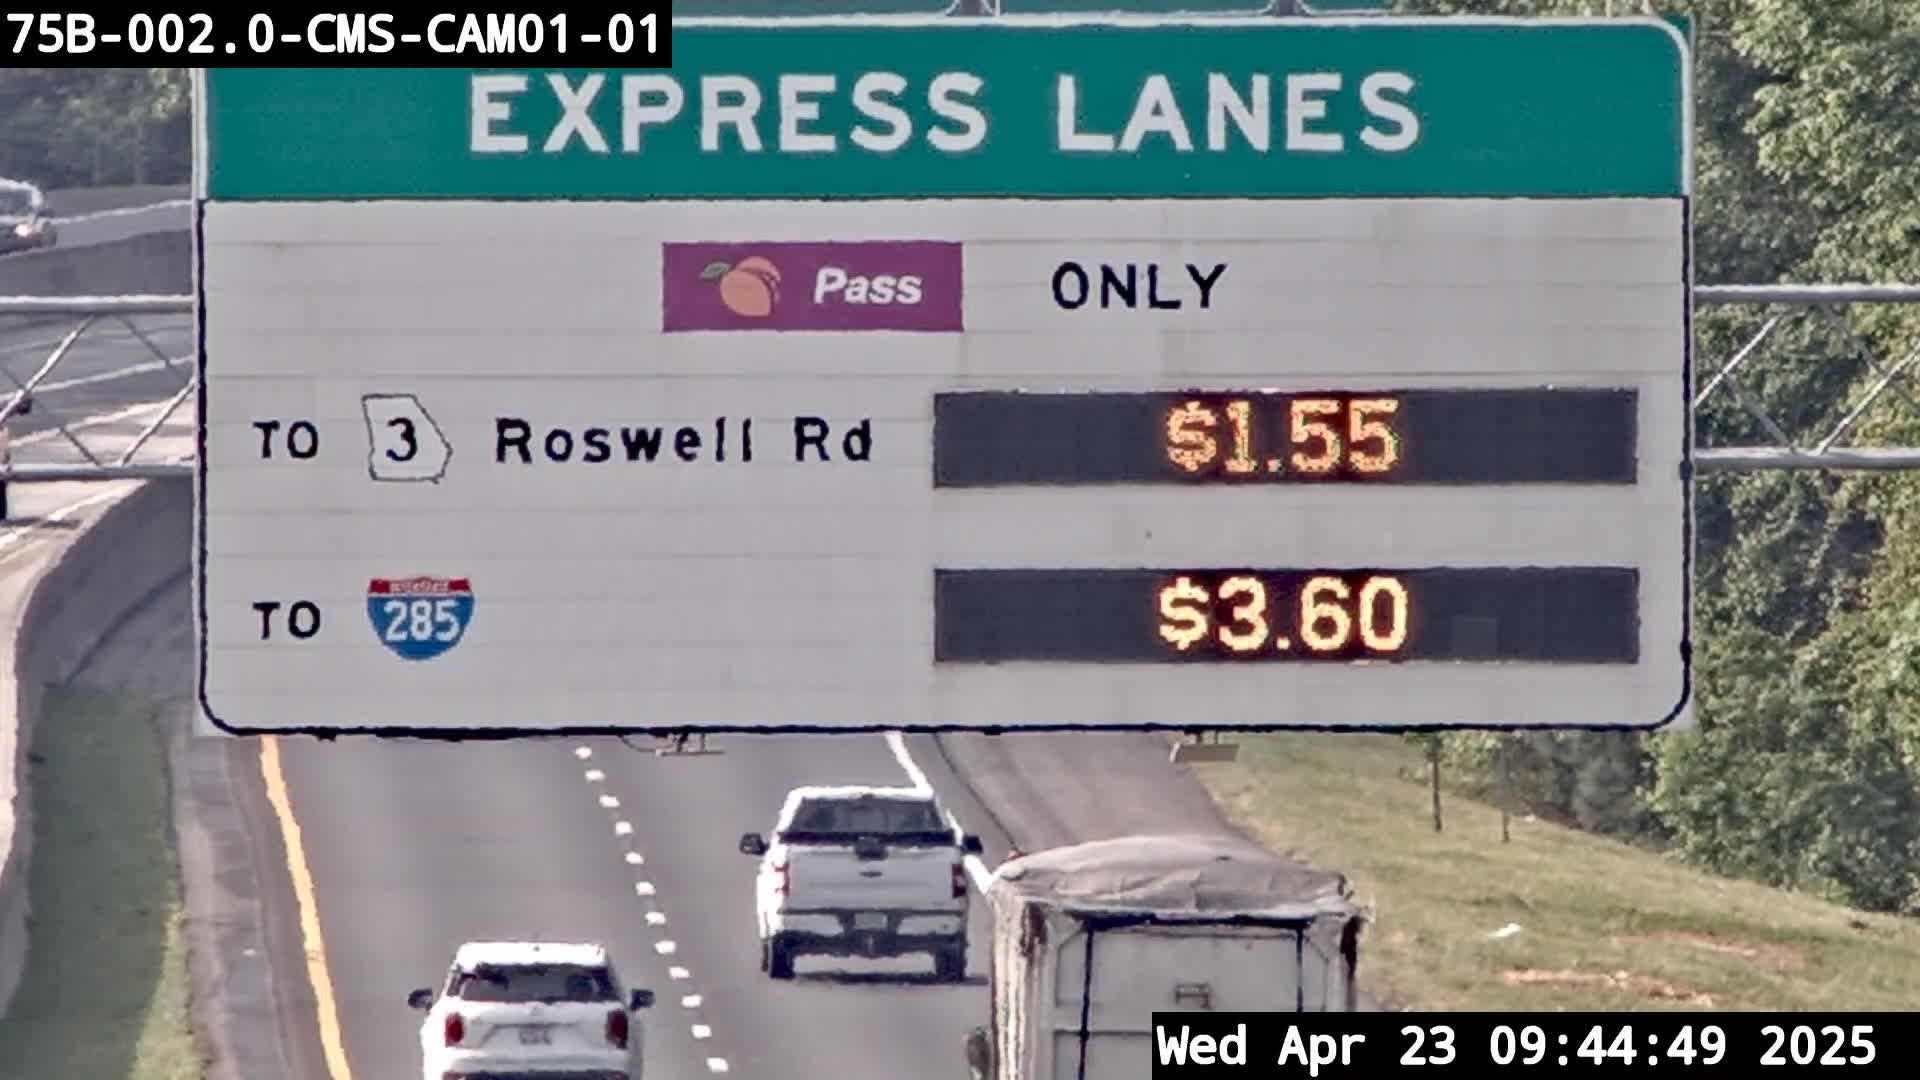 75B-002.0-CMS-CAM01-01
EXPRESS LANES
Pass ONLY
TO 3 Roswell Rd $1.55
TO INTERSTATE 285 $3.60
Wed Apr 23 09:44:49 2025